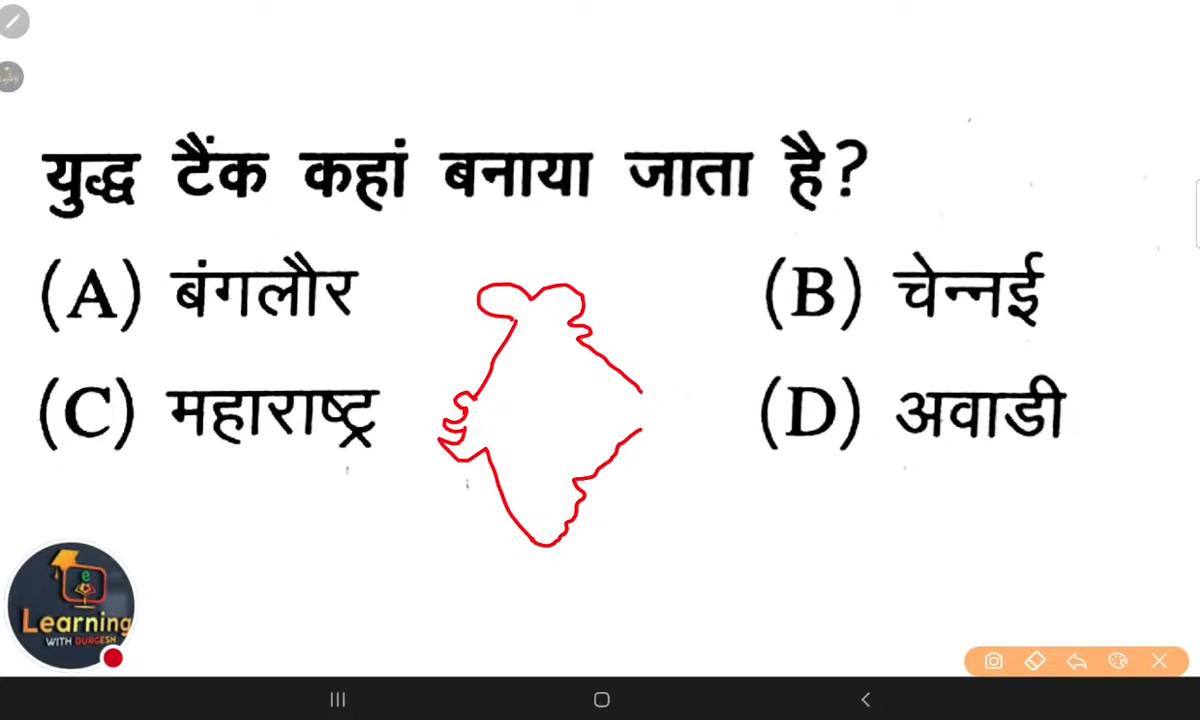 युद्ध टैंक कहां बनाया जाता है?
(A) बंगलौर
(B) चेन्नई
(C) महाराष्ट्र
(D) अवाडी
e
Learning
WITH DURGESH